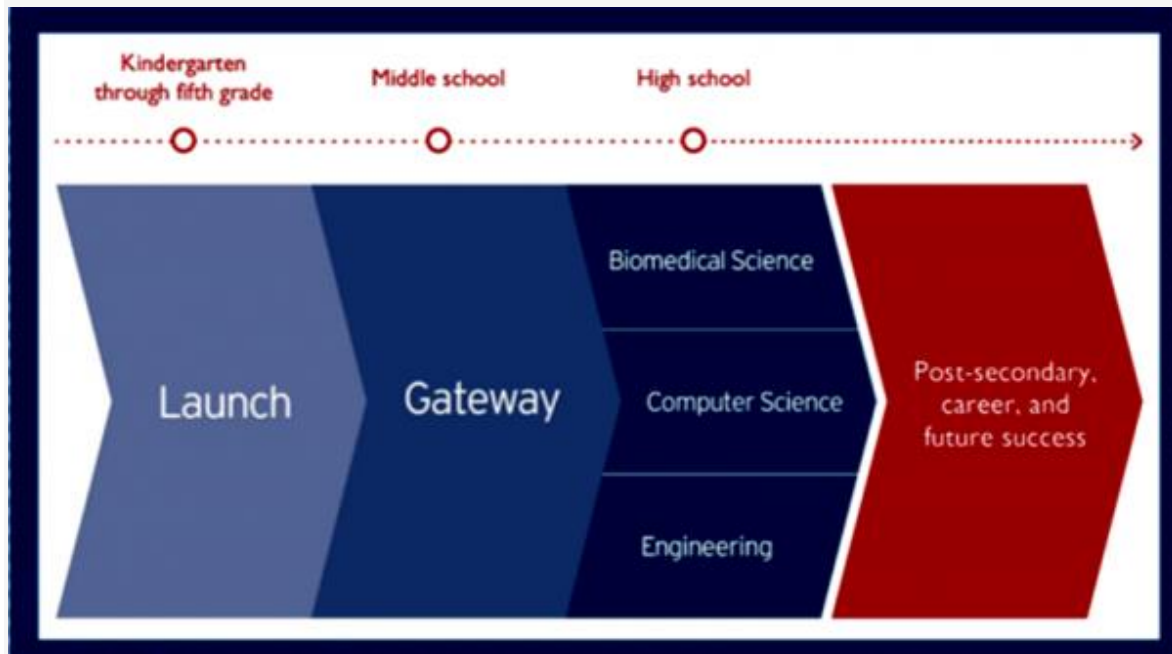 Kindergarten
through fifth grade
Middle school
High school
Launch
Gateway
Biomedical Science
Computer Science
Engineering
Post-secondary,
career, and
future success